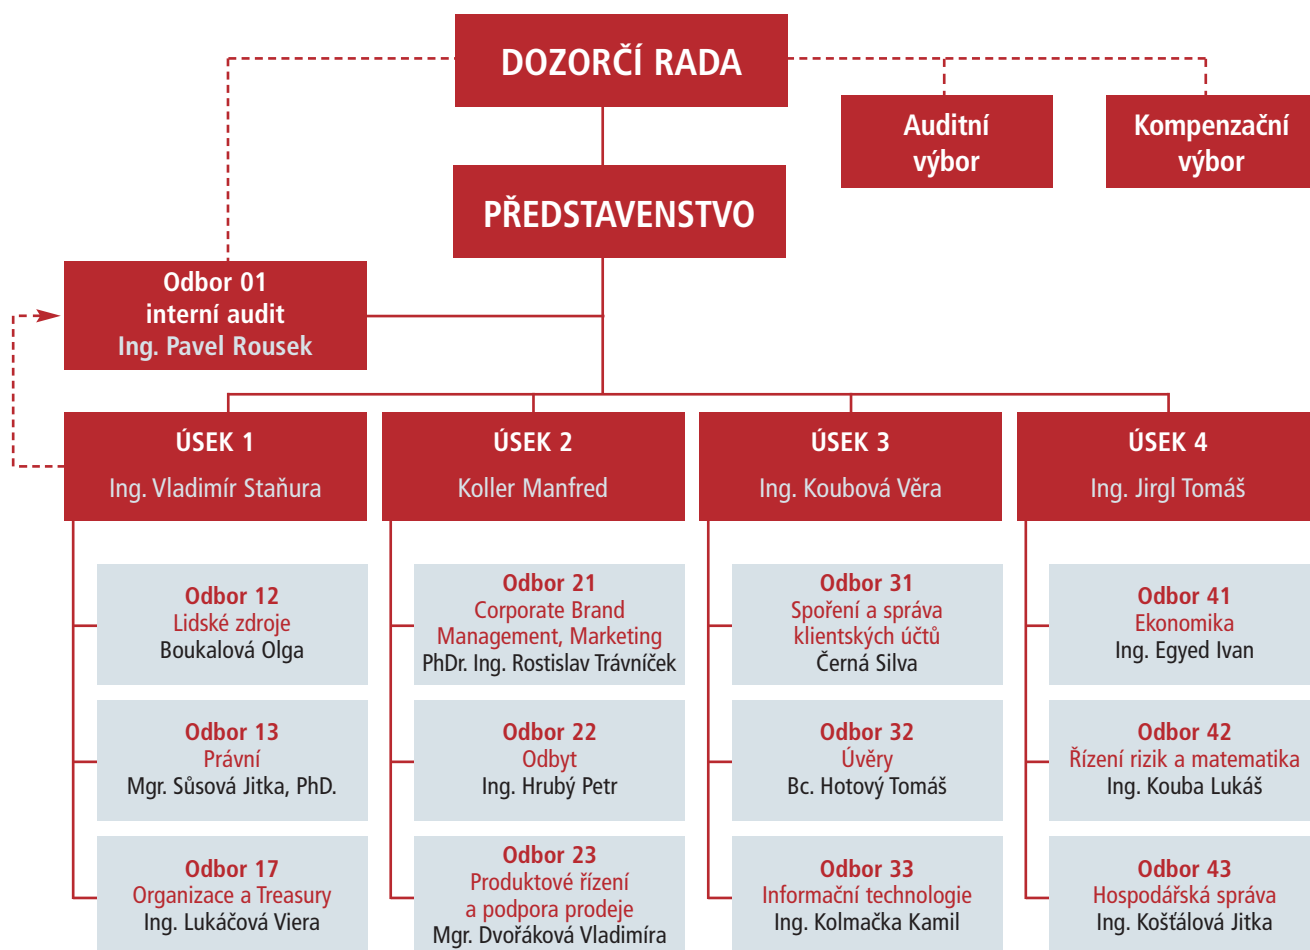 DOZORČÍ RADA
Auditní
výbor
Kompenzační
výbor
PŘEDSTAVENSTVO
Odbor 01
interní audit
Ing. Pavel Rousek
ÚSEK 1
Ing. Vladimír Staňura
ÚSEK 2
Koller Manfred
ÚSEK 3
Ing. Koubová Věra
ÚSEK 4
Ing. Jirgl Tomáš
Odbor 12
Lidské zdroje
Boukalová Olga
Odbor 21
Corporate Brand
Management, Marketing
PhDr. Ing. Rostislav Trávníček
Odbor 31
Spoření a správa
klientských účtů
Černá Silva
Odbor 41
Ekonomika
Ing. Egyed Ivan
Odbor 13
Právní
Mgr. Sůsová Jitka, PhD.
Odbor 22
Odbyt
Ing. Hrubý Petr
Odbor 32
Úvěry
Bc. Hotový Tomáš
Odbor 42
Řízení rizik a matematika
Ing. Kouba Lukáš
Odbor 17
Organizace a Treasury
Ing. Lukáčová Viera
Odbor 23
Produktové řízení
a podpora prodeje
Mgr. Dvořáková Vladimíra
Odbor 33
Informační technologie
Ing. Kolmačka Kamil
Odbor 43
Hospodářská správa
Ing. Košťálová Jitka